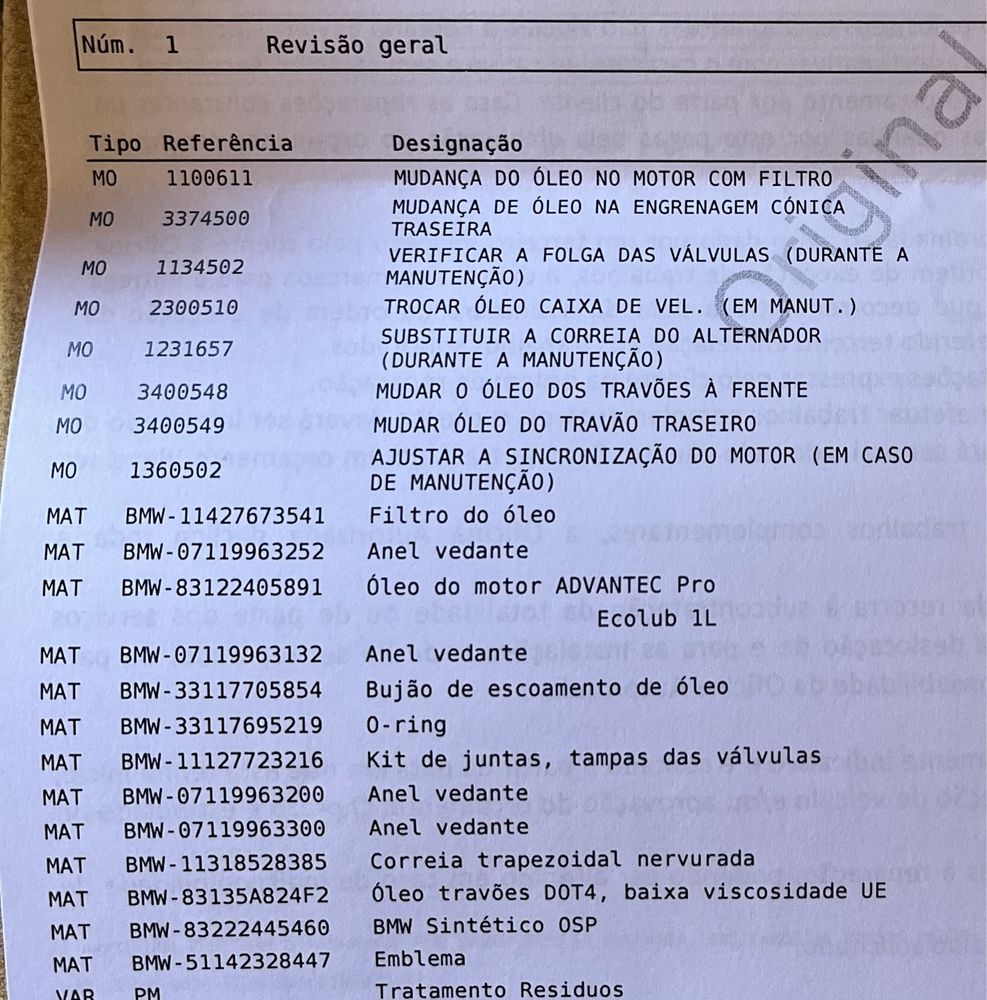 Núm. 1 Revisão geral
Original
Tipo Referência Designação
MO 1100611 MUDANÇA DO ÓLEO NO MOTOR COM FILTRO
MO 3374500 MUDANÇA DE ÓLEO NA ENGRENAGEM CÓNICA
TRASEIRA
MO 1134502 VERIFICAR A FOLGA DAS VÁLVULAS (DURANTE A
MANUTENÇÃO)
MO 2300510 TROCAR ÓLEO CAIXA DE VEL. (EM MANUT.)
MO 1231657 SUBSTITUIR A CORREIA DO ALTERNADOR
(DURANTE A MANUTENÇÃO)
MO 3400548 MUDAR O ÓLEO DOS TRAVÕES À FRENTE
MO 3400549 MUDAR ÓLEO DO TRAVÃO TRASEIRO
MO 1360502 AJUSTAR A SINCRONIZAÇÃO DO MOTOR (EM CASO
DE MANUTENÇÃO)
MAT BMW-11427673541 Filtro do óleo
MAT BMW-07119963252 Anel vedante
MAT BMW-83122405891 Óleo do motor ADVANTEC Pro
Ecolub 1L
MAT BMW-07119963132 Anel vedante
MAT BMW-33117705854 Bujão de escoamento de óleo
MAT BMW-33117695219 O-ring
MAT BMW-11127723216 Kit de juntas, tampas das válvulas
MAT BMW-07119963200 Anel vedante
MAT BMW-07119963300 Anel vedante
MAT BMW-11318528385 Correia trapezoidal nervurada
MAT BMW-83135A824F2 Óleo travões DOT4, baixa viscosidade UE
MAT BMW-83222445460 BMW Sintético OSP
MAT BMW-51142328447 Emblema
VAR PM Tratamento Residuos